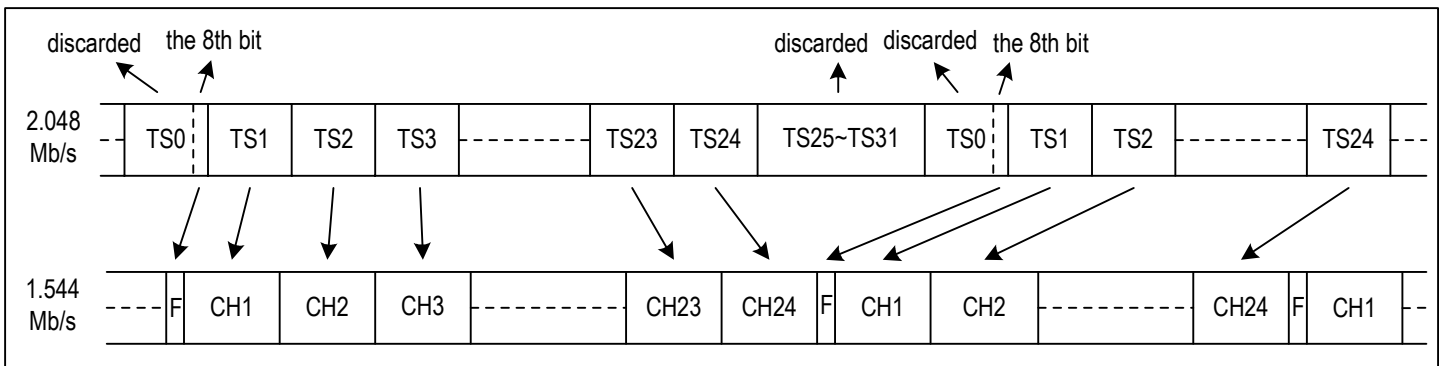 discarded the 8th bit discarded discarded the 8th bit
2.048
Mb/s
TS0 TS1 TS2 TS3 TS23 TS24 TS25~TS31 TS0 TS1 TS2 TS24
1.544
Mb/s
F CH1 CH2 CH3 CH23 CH24 F CH1 CH2 CH24 F CH1